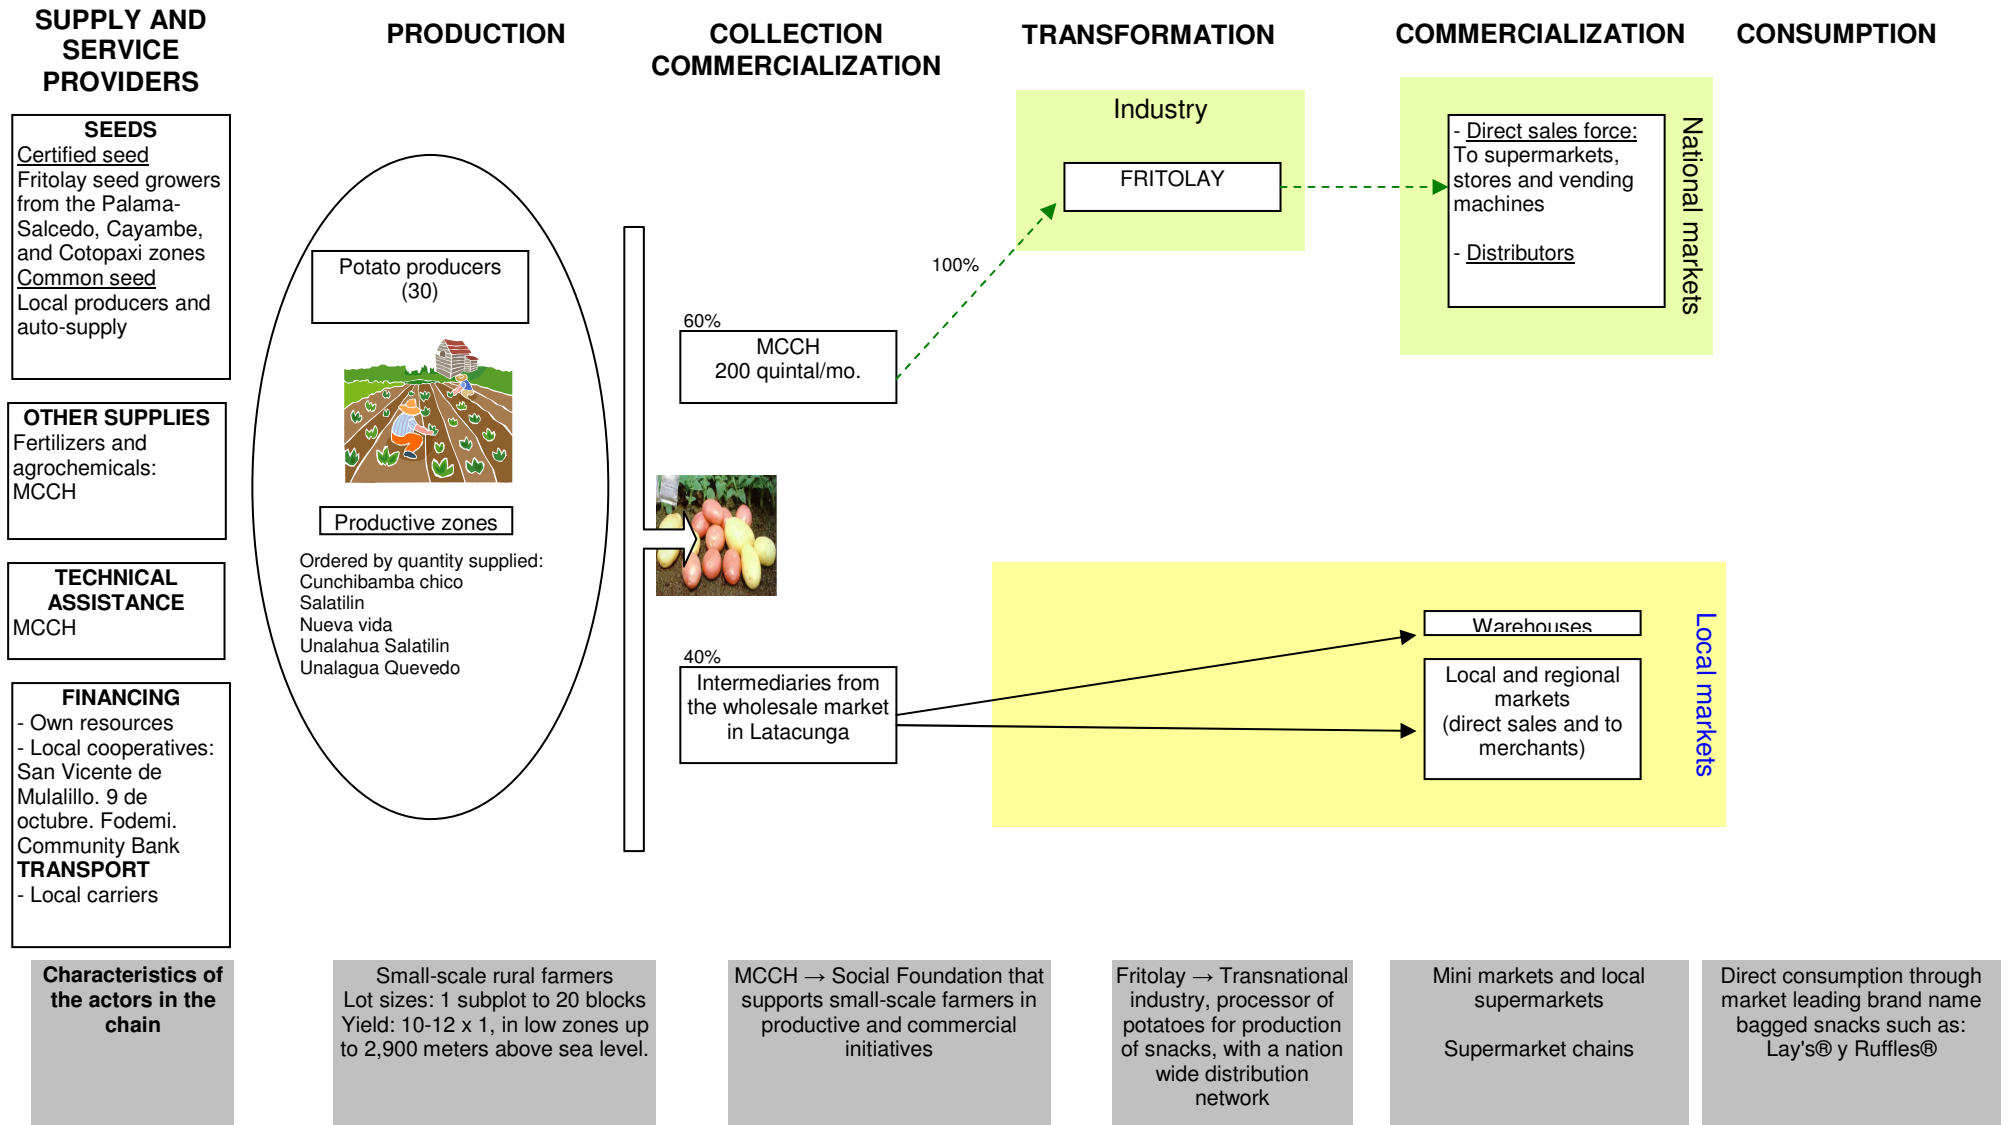 SUPPLY AND
SERVICE
PROVIDERS
PRODUCTION
COLLECTION
COMMERCIALIZATION
TRANSFORMATION
COMMERCIALIZATION
CONSUMPTION
SEEDS
Certified seed
Fritolay seed growers
from the Palama-
Salcedo, Cayambe,
and Cotopaxi zones
Common seed
Local producers and
auto-supply
OTHER SUPPLIES
Fertilizers and
agrochemicals:
MCCH
TECHNICAL
ASSISTANCE
MCCH
FINANCING
- Own resources
- Local cooperatives:
San Vicente de
Mulalillo. 9 de
octubre. Fodemi.
Community Bank
TRANSPORT
- Local carriers
Potato producers
(30)
Productive zones
Ordered by quantity supplied:
Cunchibamba chico
Salatilin
Nueva vida
Unalahua Salatilin
Unalagua Quevedo
60%
MCCH
200 quintal/mo.
100%
40%
Intermediaries from
the wholesale market
in Latacunga
Industry
FRITOLAY
- Direct sales force:
To supermarkets,
stores and vending
machines
- Distributors
National markets
Warehouses
Local and regional
markets
(direct sales and to
merchants)
Local markets
Characteristics of
the actors in the
chain
Small-scale rural farmers
Lot sizes: 1 subplot to 20 blocks
Yield: 10-12 x 1, in low zones up
to 2,900 meters above sea level.
MCCH → Social Foundation that
supports small-scale farmers in
productive and commercial
initiatives
Fritolay → Transnational
industry, processor of
potatoes for production
of snacks, with a nation
wide distribution
network
Mini markets and local
supermarkets
Supermarket chains
Direct consumption through
market leading brand name
bagged snacks such as:
Lay's® y Ruffles®